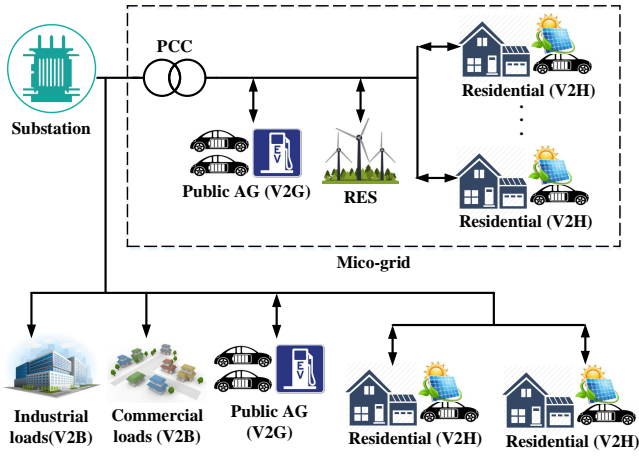 PCC
Substation
Residential (V2H)
E
V
Public AG (V2G)
RES
Residential (V2H)
Mico-grid
E
V
Industrial
loads(V2B)
Commercial
loads (V2B)
Public AG
(V2G)
Residential (V2H)
Residential (V2H)